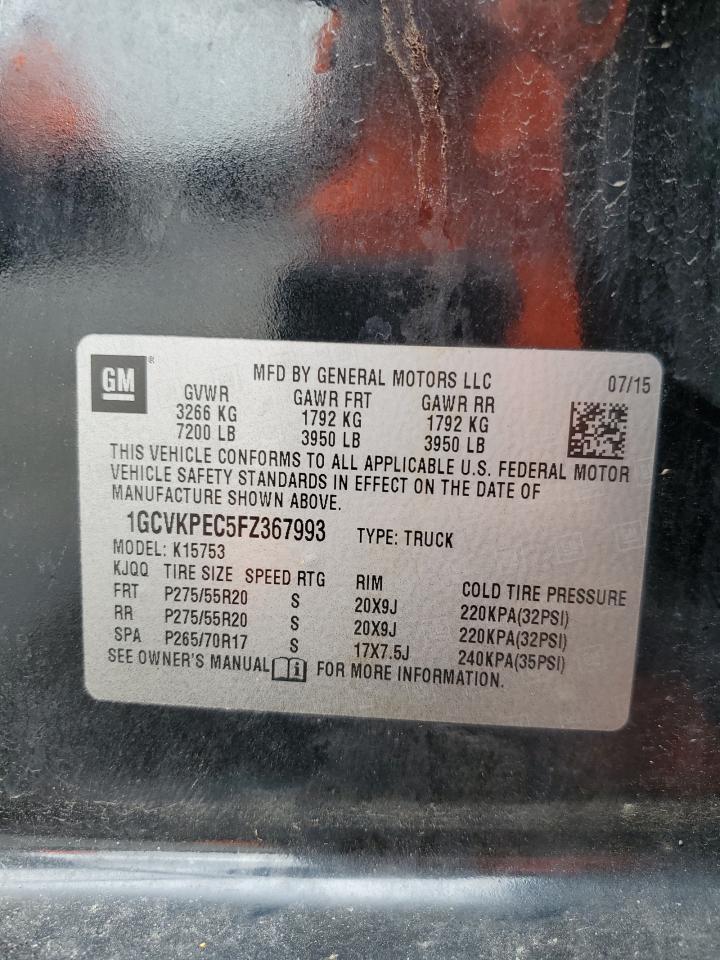 GM ®
MFD BY GENERAL MOTORS LLC 07/15
GVWR GAWR FRT GAWR RR
3266 KG 1792 KG 1792 KG
7200 LB 3950 LB 3950 LB
THIS VEHICLE CONFORMS TO ALL APPLICABLE U.S. FEDERAL MOTOR
VEHICLE SAFETY STANDARDS IN EFFECT ON THE DATE OF
MANUFACTURE SHOWN ABOVE.
1GCVKPEC5FZ367993 TYPE: TRUCK
MODEL: K15753
KJQQ TIRE SIZE SPEED RTG RIM COLD TIRE PRESSURE
FRT P275/55R20 S 20X9J 220KPA(32PSI)
RR P275/55R20 S 20X9J 220KPA(32PSI)
SPA P265/70R17 S 17X7.5J 240KPA(35PSI)
SEE OWNER'S MANUAL FOR MORE INFORMATION.